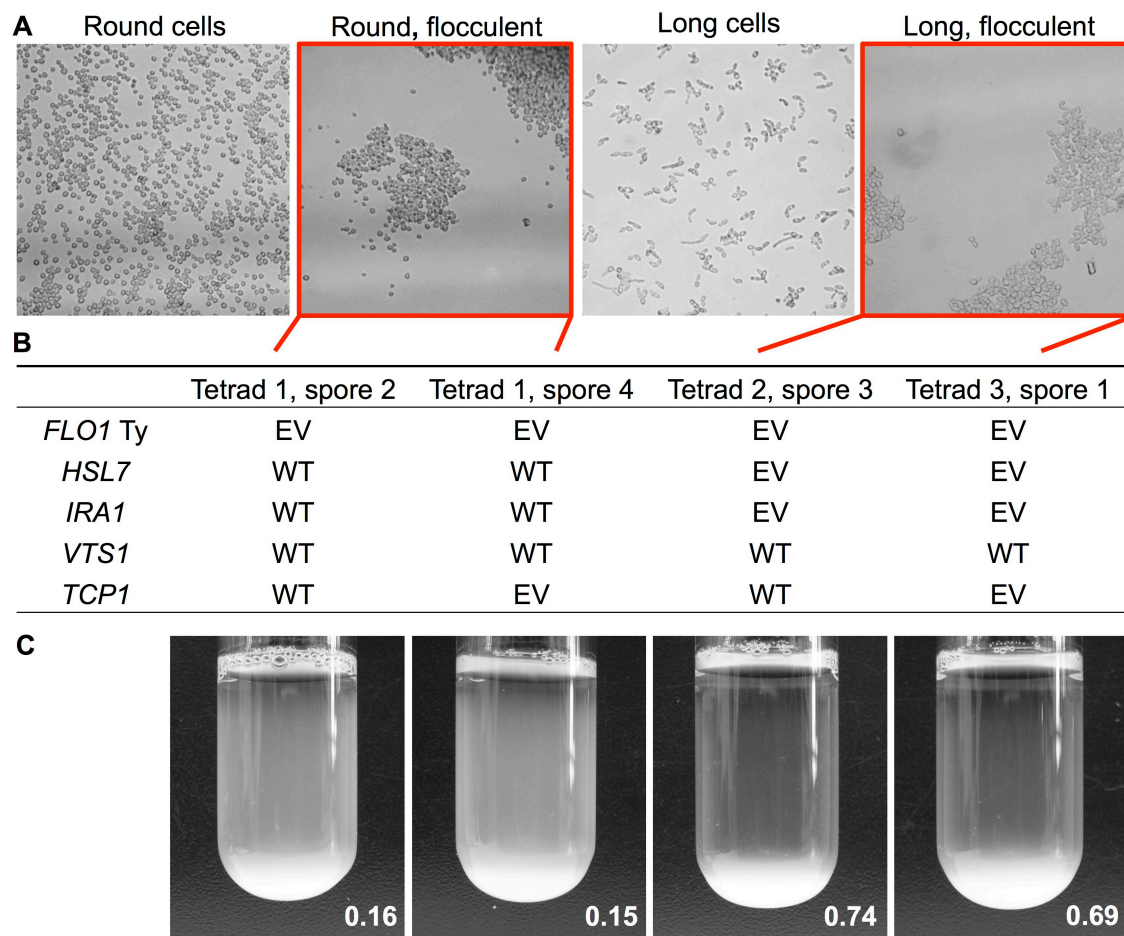 A
Round cells Round, flocculent Long cells Long, flocculent
B
Tetrad 1, spore 2 Tetrad 1, spore 4 Tetrad 2, spore 3 Tetrad 3, spore 1
FLO1 Ty EV EV EV EV
HSL7 WT WT EV EV
IRA1 WT WT EV EV
VTS1 WT WT WT WT
TCP1 WT EV WT EV
C
0.16 0.15 0.74 0.69